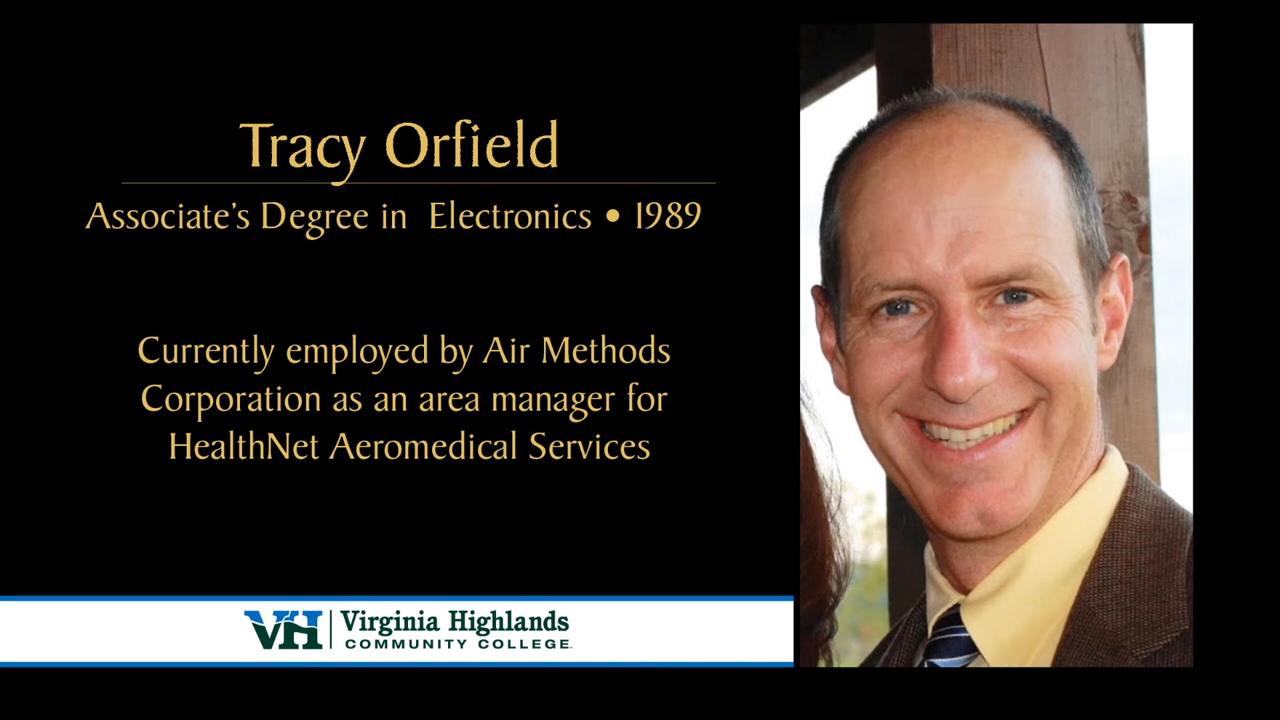 Tracy Orfield
Associate's Degree in Electronics • 1989
Currently employed by Air Methods
Corporation as an area manager for
HealthNet Aeromedical Services
VH Virginia Highlands
COMMUNITY COLLEGE